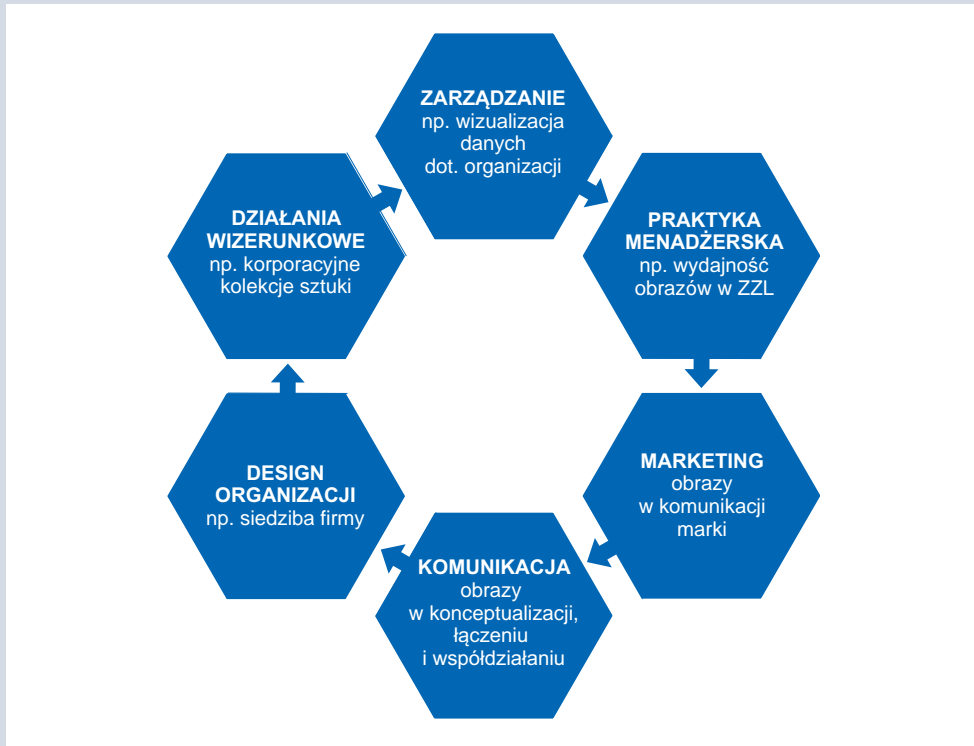 ZARZĄDZANIE
np. wizualizacja
danych
dot. organizacji
PRAKTYKA
MENADŻERSKA
np. wydajność
obrazów w ZZL
MARKETING
obrazy
w komunikacji
marki
KOMUNIKACJA
obrazy
w konceptualizacji,
łączeniu
i współdziałaniu
DESIGN
ORGANIZACJI
np. siedziba firmy
DZIAŁANIA
WIZERUNKOWE
np. korporacyjne
kolekcje sztuki